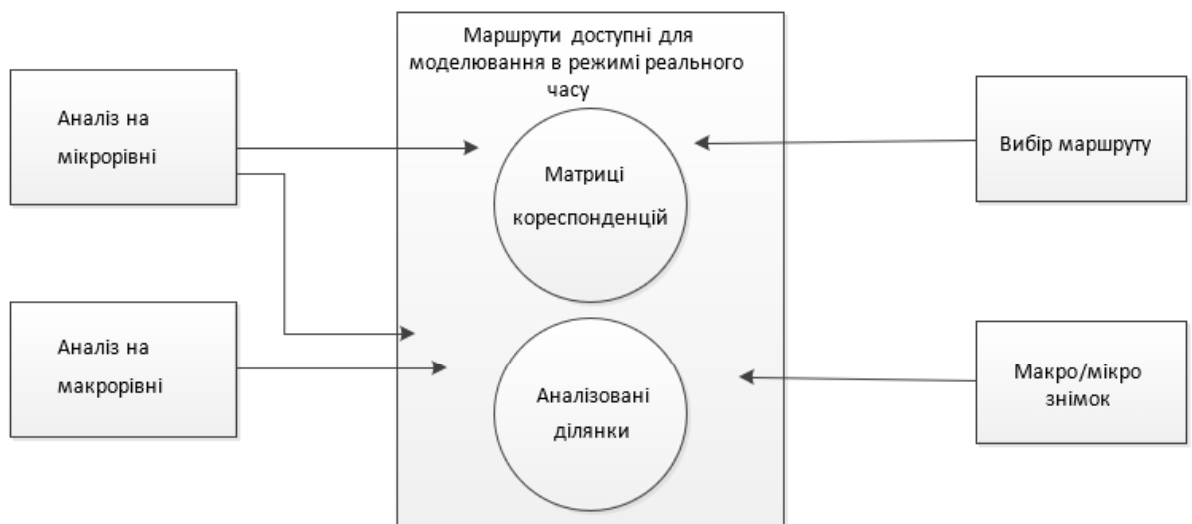 Маршрути доступні для
моделювання в режимі реального
часу
Аналіз на
мікрорівні
Матриці
кореспонденцій
Вибір маршруту
Аналіз на
макрорівні
Аналізовані
ділянки
Макро/мікро
знімок